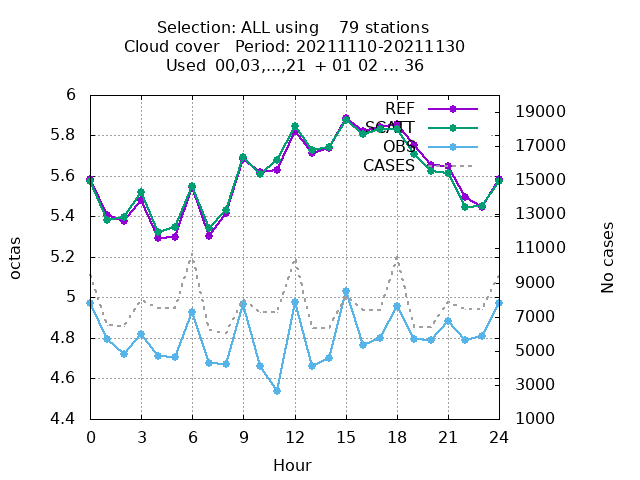 Selection: ALL using    79 stations
Cloud cover   Period: 20211110-20211130
Used  00,03,...,21  + 01 02 ... 36
REF
SCATT
OBS
CASES
6
5.8
5.6
5.4
5.2
5
4.8
4.6
4.4
octas
19000
17000
15000
13000
11000
9000
7000
5000
3000
1000
No cases
0 3 6 9 12 15 18 21 24
Hour